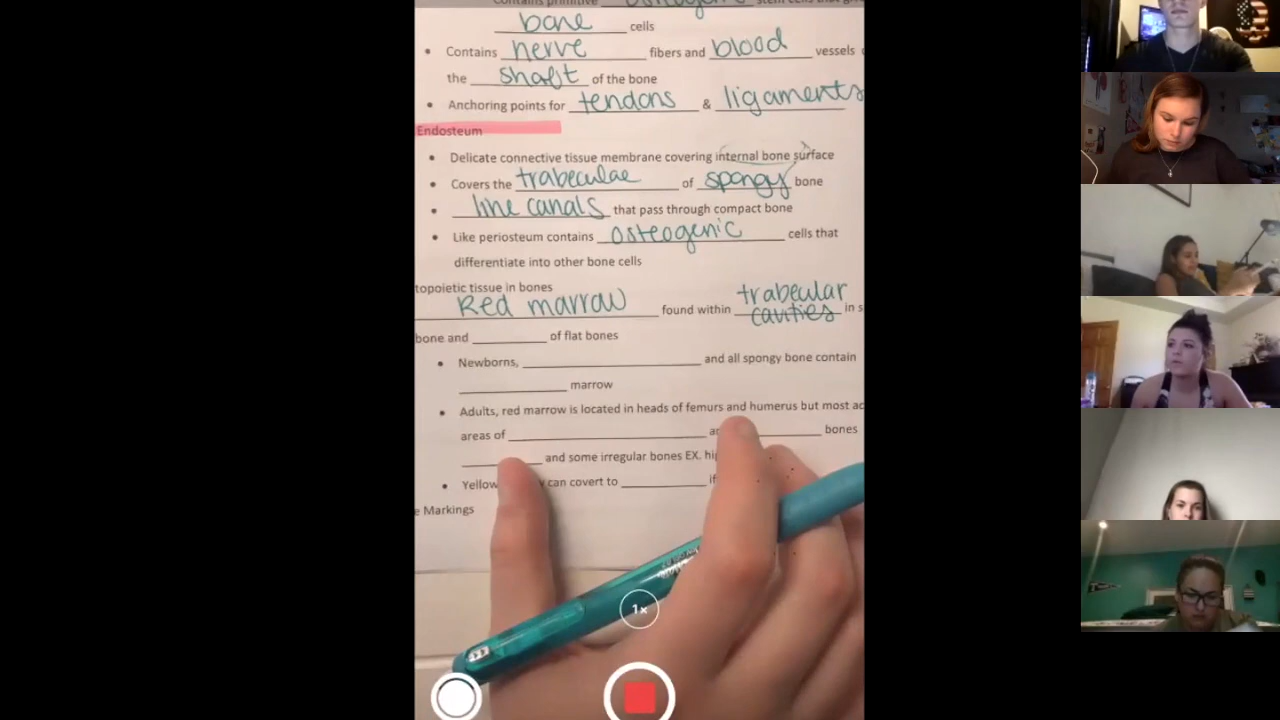 Contains primitive osteogenic stem cells that
bone cells
• Contains nerve fibers and blood vessels
the shaft of the bone
• Anchoring points for tendons & ligaments
Endosteum
• Delicate connective tissue membrane covering internal bone surface
• Covers the trabeculae of spongy bone
• line canals that pass through compact bone
• Like periosteum contains osteogenic cells that
differentiate into other bone cells
topoietic tissue in bones
Red marrow found within trabecular cavities in s
bone and of flat bones
• Newborns, and all spongy bone contain
marrow
• Adults, red marrow is located in heads of femurs and humerus but most ac
areas of bones
and some irregular bones EX.
• Yellow can covert to
e Markings
1x